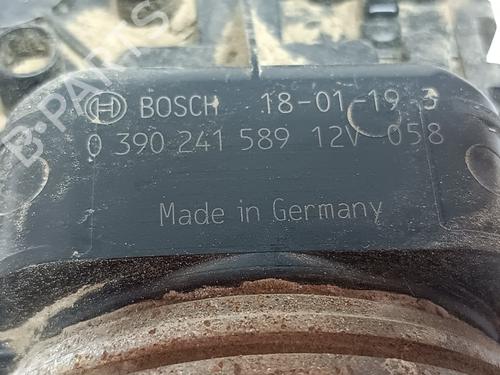 BOSCH 18-01-19 3
0 390 241 589 12V 058
Made in Germany
B-PARTS